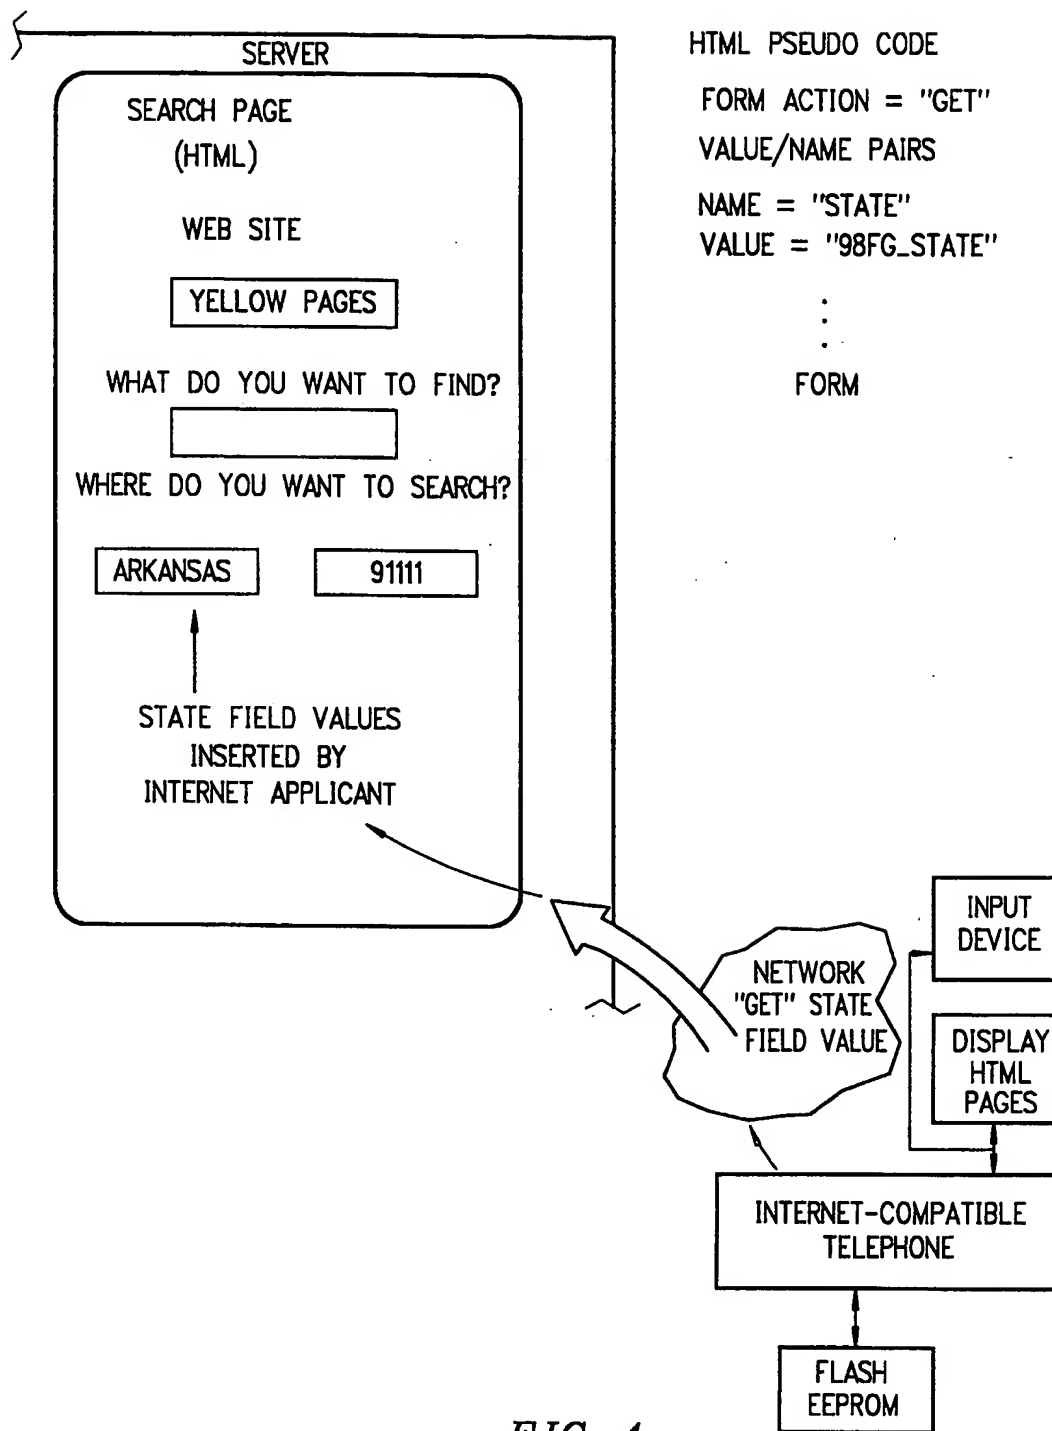 SERVER
SEARCH PAGE
(HTML)
WEB SITE
YELLOW PAGES
WHAT DO YOU WANT TO FIND?
WHERE DO YOU WANT TO SEARCH?
ARKANSAS
91111
STATE FIELD VALUES
INSERTED BY
INTERNET APPLICANT
HTML PSEUDO CODE
FORM ACTION = "GET"
VALUE/NAME PAIRS
NAME = "STATE"
VALUE = "98FG_STATE"
FORM
NETWORK
"GET" STATE
FIELD VALUE
INPUT
DEVICE
DISPLAY
HTML
PAGES
INTERNET-COMPATIBLE
TELEPHONE
FLASH
EEPROM